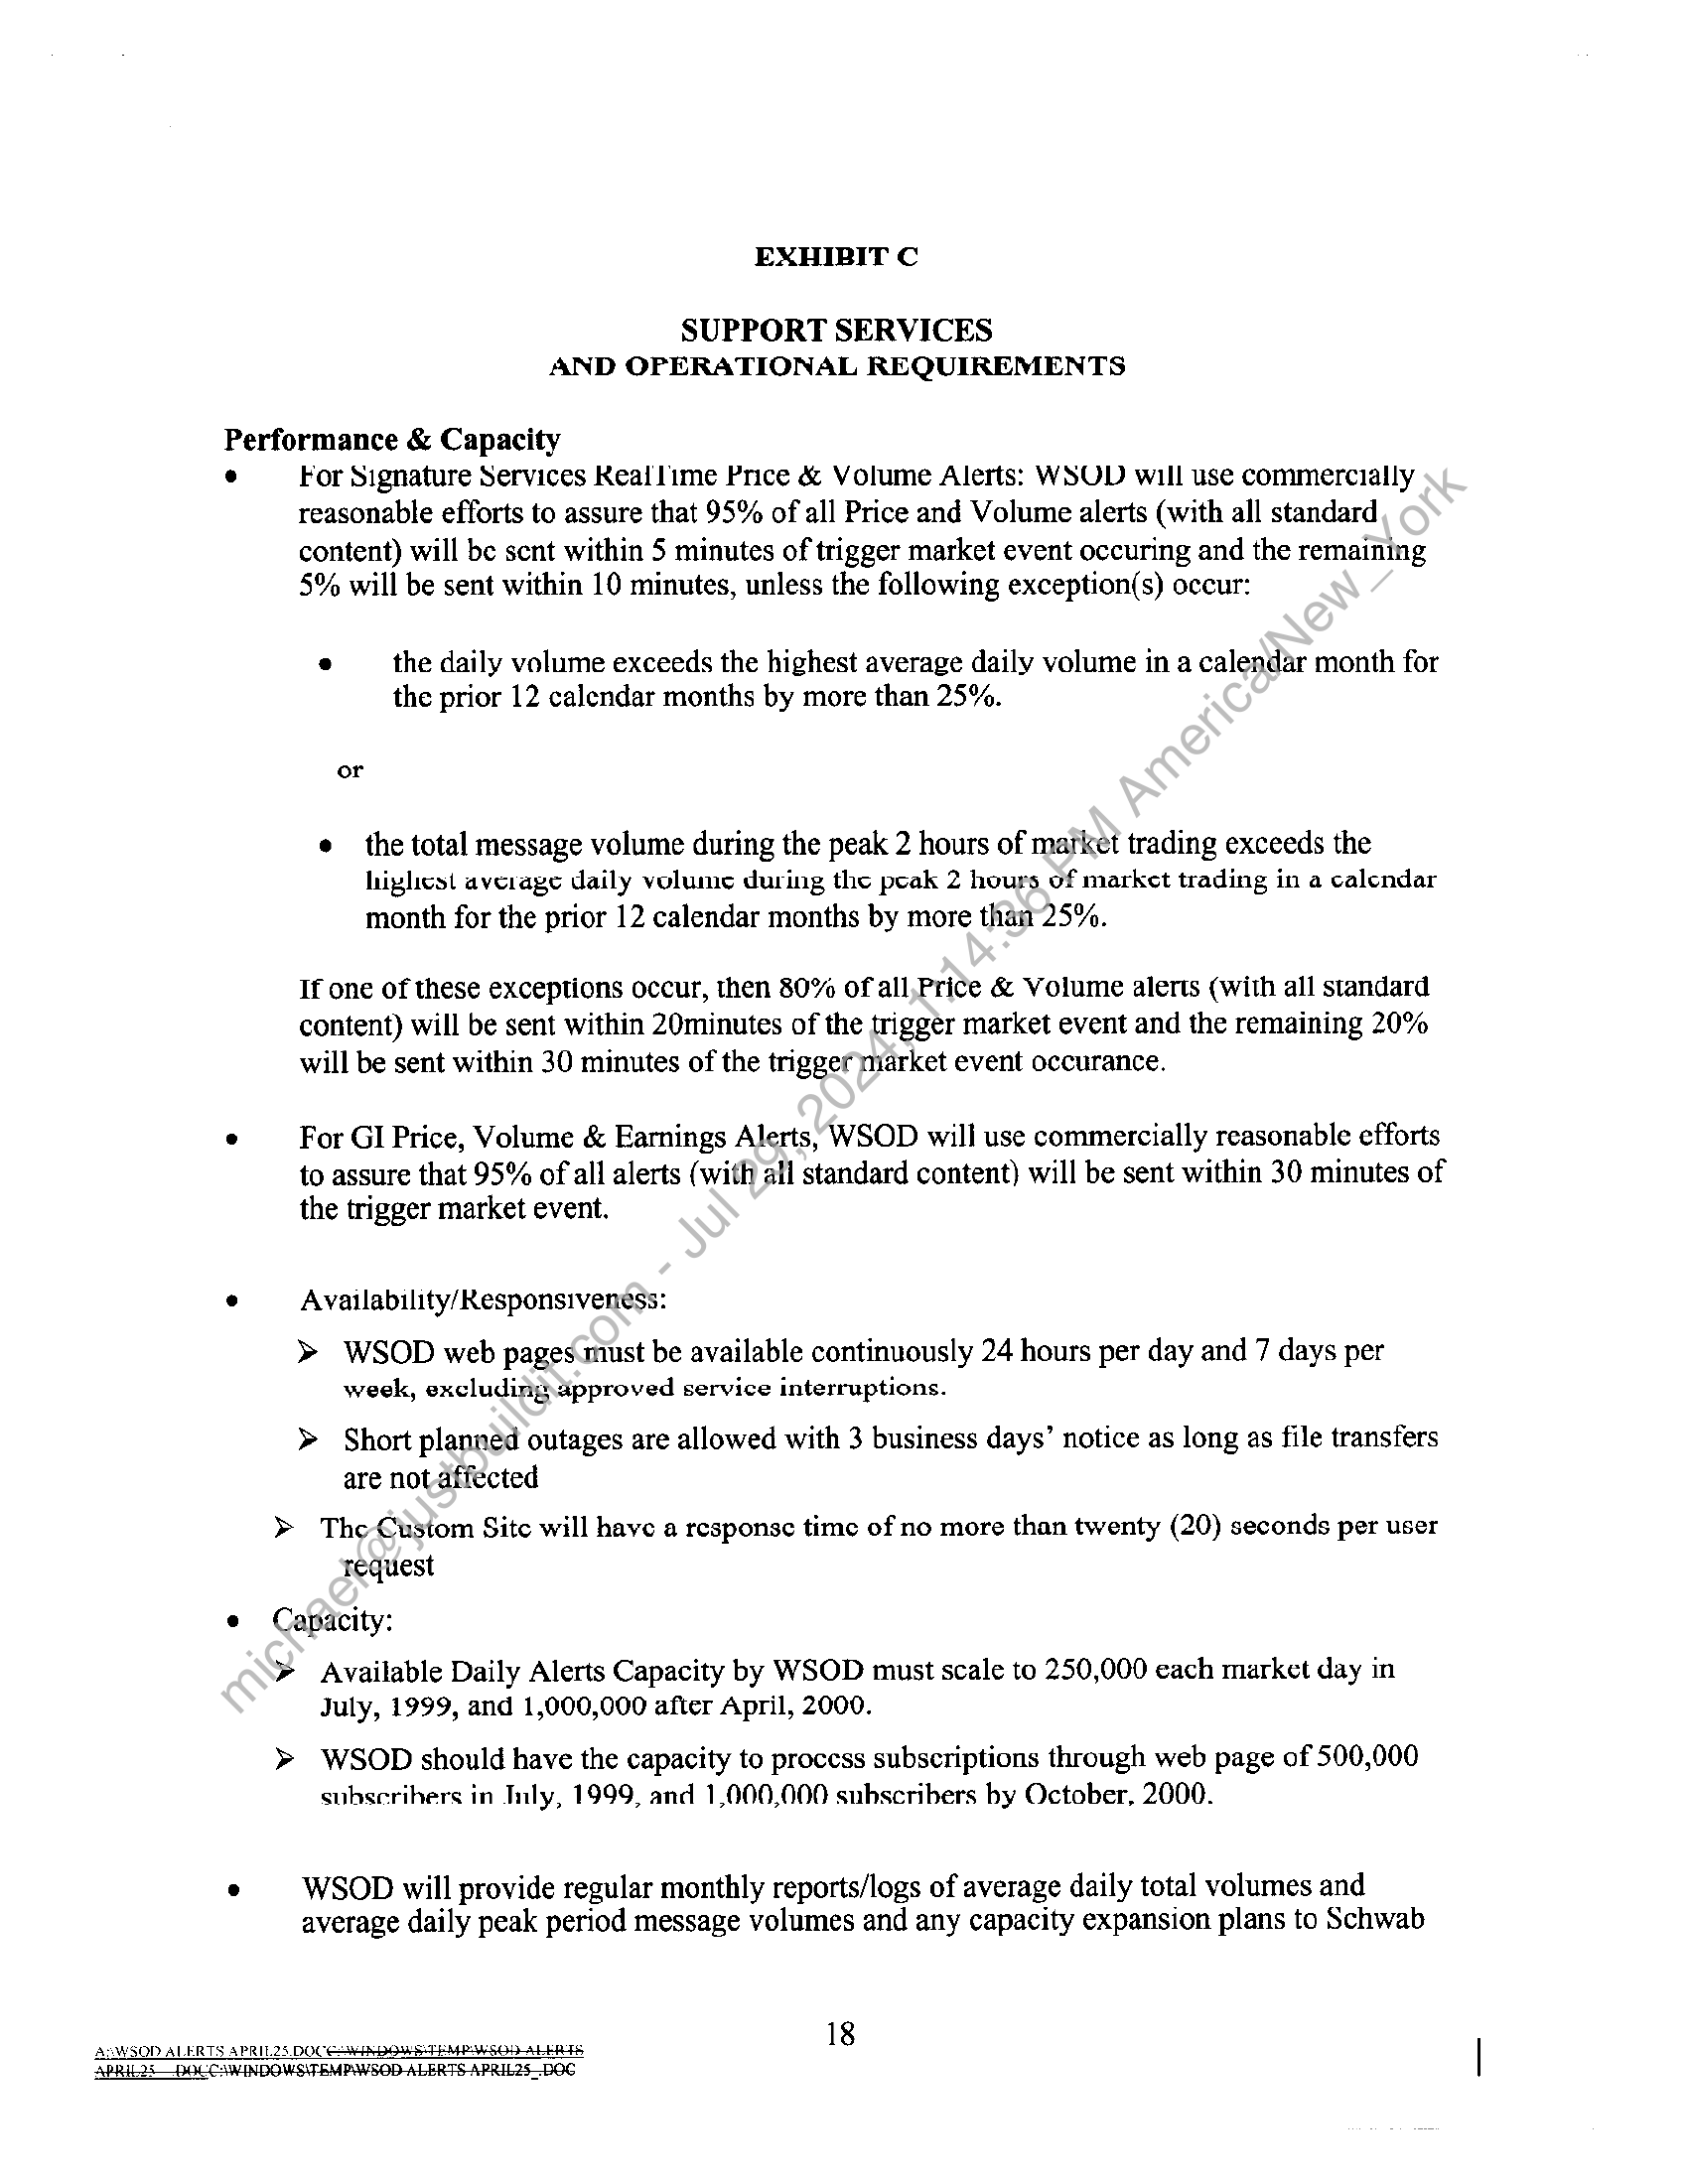 EXHIBIT C
SUPPORT SERVICES
AND OPERATIONAL REQUIREMENTS
Performance & Capacity
• For Signature Services RealTime Price & Volume Alerts: WSOD will use commercially
reasonable efforts to assure that 95% of all Price and Volume alerts (with all standard
content) will be sent within 5 minutes of trigger market event occuring and the remaining
5% will be sent within 10 minutes, unless the following exception(s) occur:
• the daily volume exceeds the highest average daily volume in a calendar month for
the prior 12 calendar months by more than 25%.
or
• the total message volume during the peak 2 hours of market trading exceeds the
highest average daily volume during the peak 2 hours of market trading in a calendar
month for the prior 12 calendar months by more than 25%.
If one of these exceptions occur, then 80% of all Price & Volume alerts (with all standard
content) will be sent within 20minutes of the trigger market event and the remaining 20%
will be sent within 30 minutes of the trigger market event occurance.
• For GI Price, Volume & Earnings Alerts, WSOD will use commercially reasonable efforts
to assure that 95% of all alerts (with all standard content) will be sent within 30 minutes of
the trigger market event.
• Availability/Responsiveness:
➢ WSOD web pages must be available continuously 24 hours per day and 7 days per
week, excluding approved service interruptions.
➢ Short planned outages are allowed with 3 business days' notice as long as file transfers
are not affected
➢ The Custom Site will have a response time of no more than twenty (20) seconds per user
request
• Capacity:
➢ Available Daily Alerts Capacity by WSOD must scale to 250,000 each market day in
July, 1999, and 1,000,000 after April, 2000.
➢ WSOD should have the capacity to process subscriptions through web page of 500,000
subscribers in July, 1999, and 1,000,000 subscribers by October, 2000.
• WSOD will provide regular monthly reports/logs of average daily total volumes and
average daily peak period message volumes and any capacity expansion plans to Schwab
18
A:\WSOD ALERTS APRIL25.DOCC:\WINDOWS\TEMP\WSOD ALERTS
APRIL25_.DOCC:\WINDOWS\TEMP\WSOD ALERTS APRIL25_.DOC
michael@justbuildit.com - Jul 29, 2024, 1:14:36 PM America/New_York